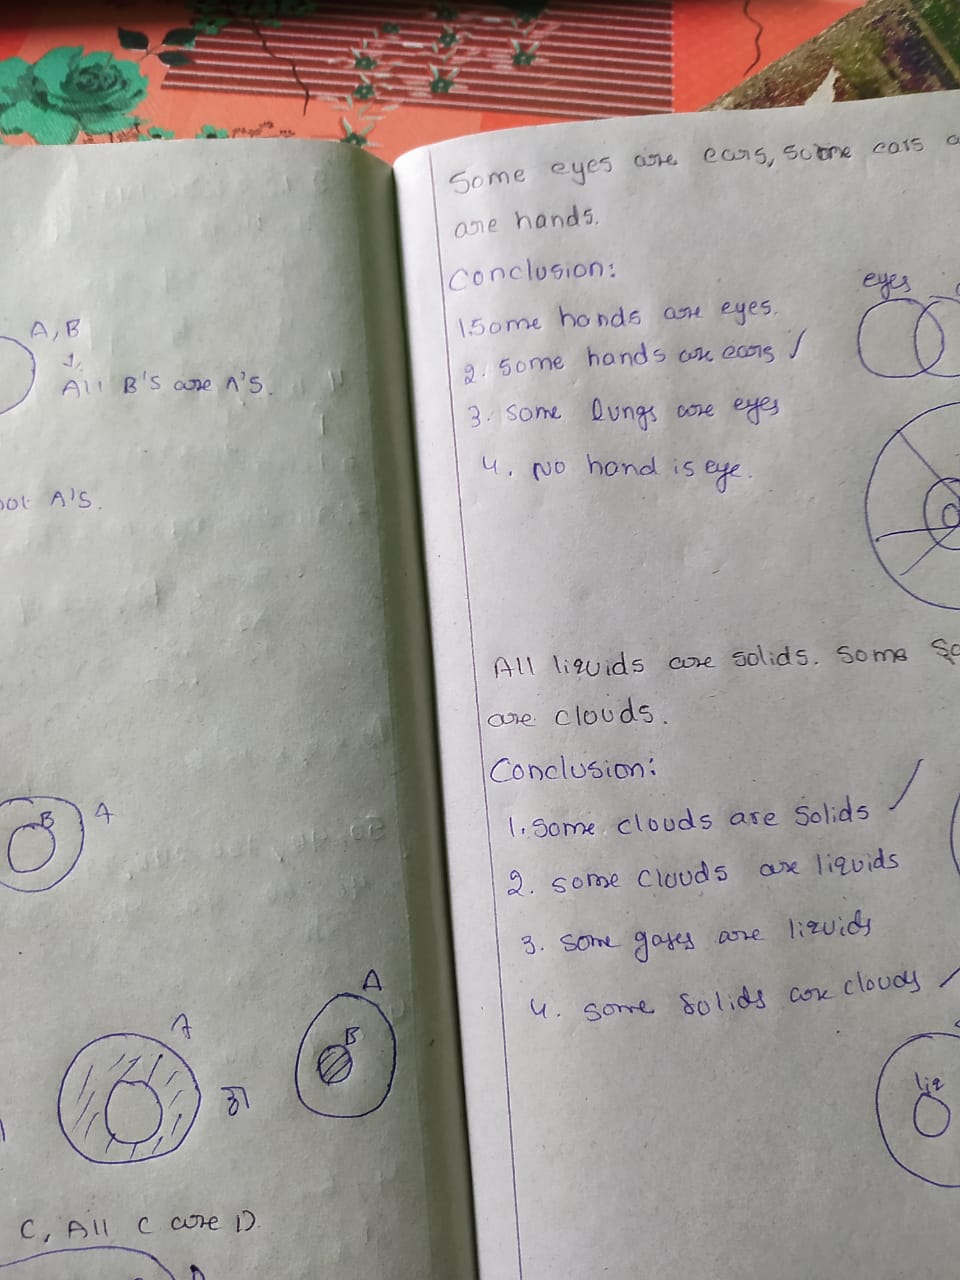 A, B
All B'S are A'S.
A'S.
B A
A
A
B
C, All C are D.
Some eyes are ears, some ears
are hands.
Conclusion:
eyes
1. Some hands are eyes.
2. Some hands are ears ✓
3. Some lungs are eyes
4. No hand is eye.
All liquids are solids. Some
are clouds.
Conclusion:
1. Some clouds are Solids ✓
2. Some clouds are liquids
3. Some gases are liquids
4. Some Solids are clouds ✓
liq